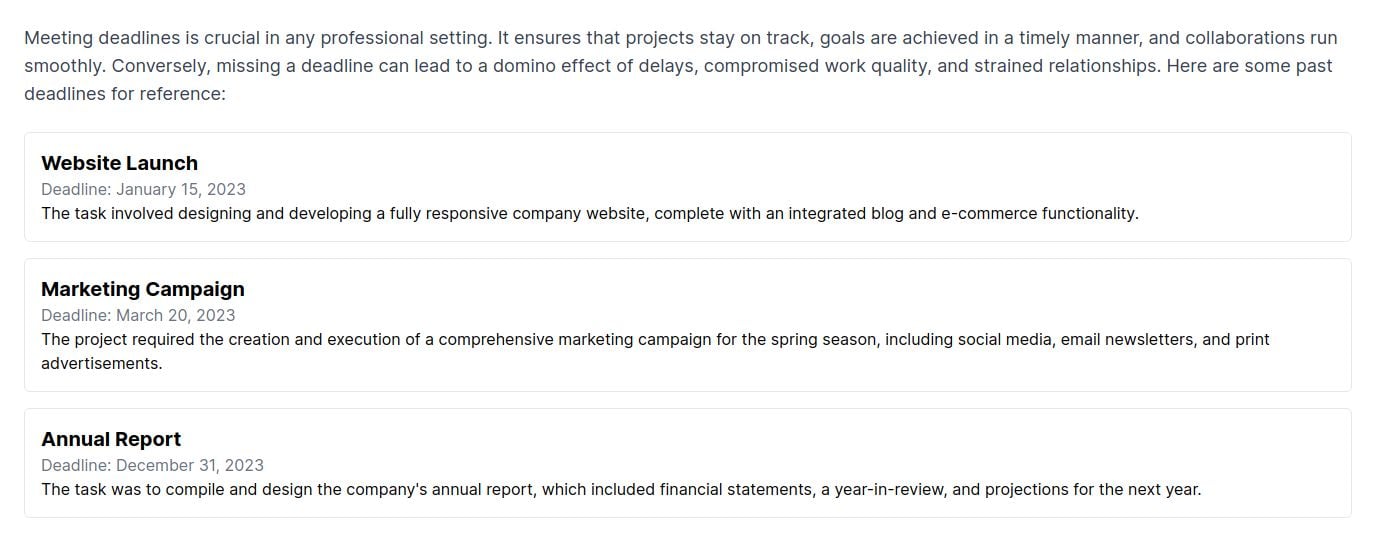 Meeting deadlines is crucial in any professional setting. It ensures that projects stay on track, goals are achieved in a timely manner, and collaborations run
smoothly. Conversely, missing a deadline can lead to a domino effect of delays, compromised work quality, and strained relationships. Here are some past
deadlines for reference:
Website Launch
Deadline: January 15, 2023
The task involved designing and developing a fully responsive company website, complete with an integrated blog and e-commerce functionality.
Marketing Campaign
Deadline: March 20, 2023
The project required the creation and execution of a comprehensive marketing campaign for the spring season, including social media, email newsletters, and print
advertisements.
Annual Report
Deadline: December 31, 2023
The task was to compile and design the company's annual report, which included financial statements, a year-in-review, and projections for the next year.